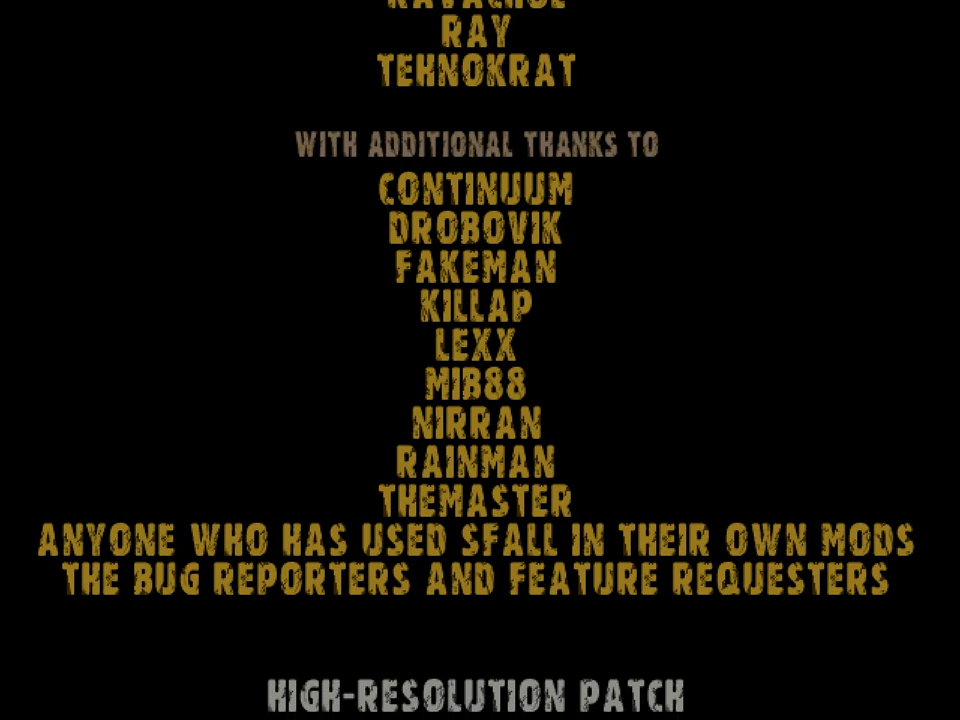 RAY
TEHNOKRAT
WITH ADDITIONAL THANKS TO
CONTINUUM
DROBOVIK
FAKEMAN
KILLAP
LEXX
MIB88
NIRRAN
RAINMAN
THEMASTER
ANYONE WHO HAS USED SFALL IN THEIR OWN MODS
THE BUG REPORTERS AND FEATURE REQUESTERS
HIGH-RESOLUTION PATCH